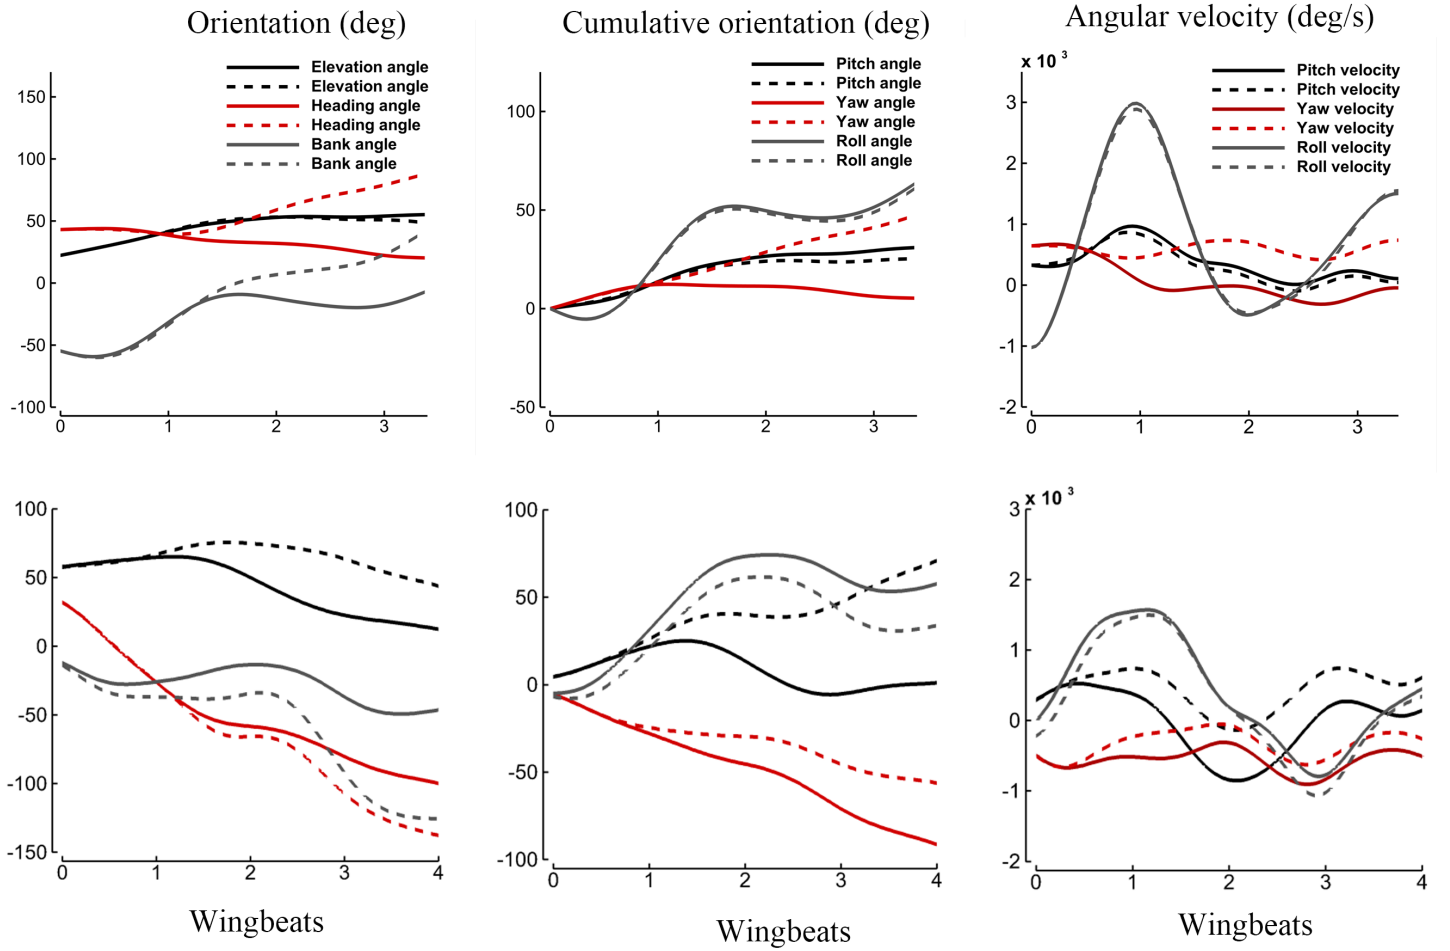 Orientation (deg)
Cumulative orientation (deg)
Angular velocity (deg/s)
Elevation angle
Elevation angle
Heading angle
Heading angle
Bank angle
Bank angle
150
100
50
0
-50
-100
0 1 2 3
Pitch angle
Pitch angle
Yaw angle
Yaw angle
Roll angle
Roll angle
100
50
0
-50
0 1 2 3
x 10 3
Pitch velocity
Pitch velocity
Yaw velocity
Yaw velocity
Roll velocity
Roll velocity
3
2
1
0
-1
-2
0 1 2 3
100
50
0
-50
-100
-150
0 1 2 3 4
Wingbeats
100
50
0
-50
-100
0 1 2 3 4
Wingbeats
x 10 3
3
2
1
0
-1
-2
0 1 2 3 4
Wingbeats